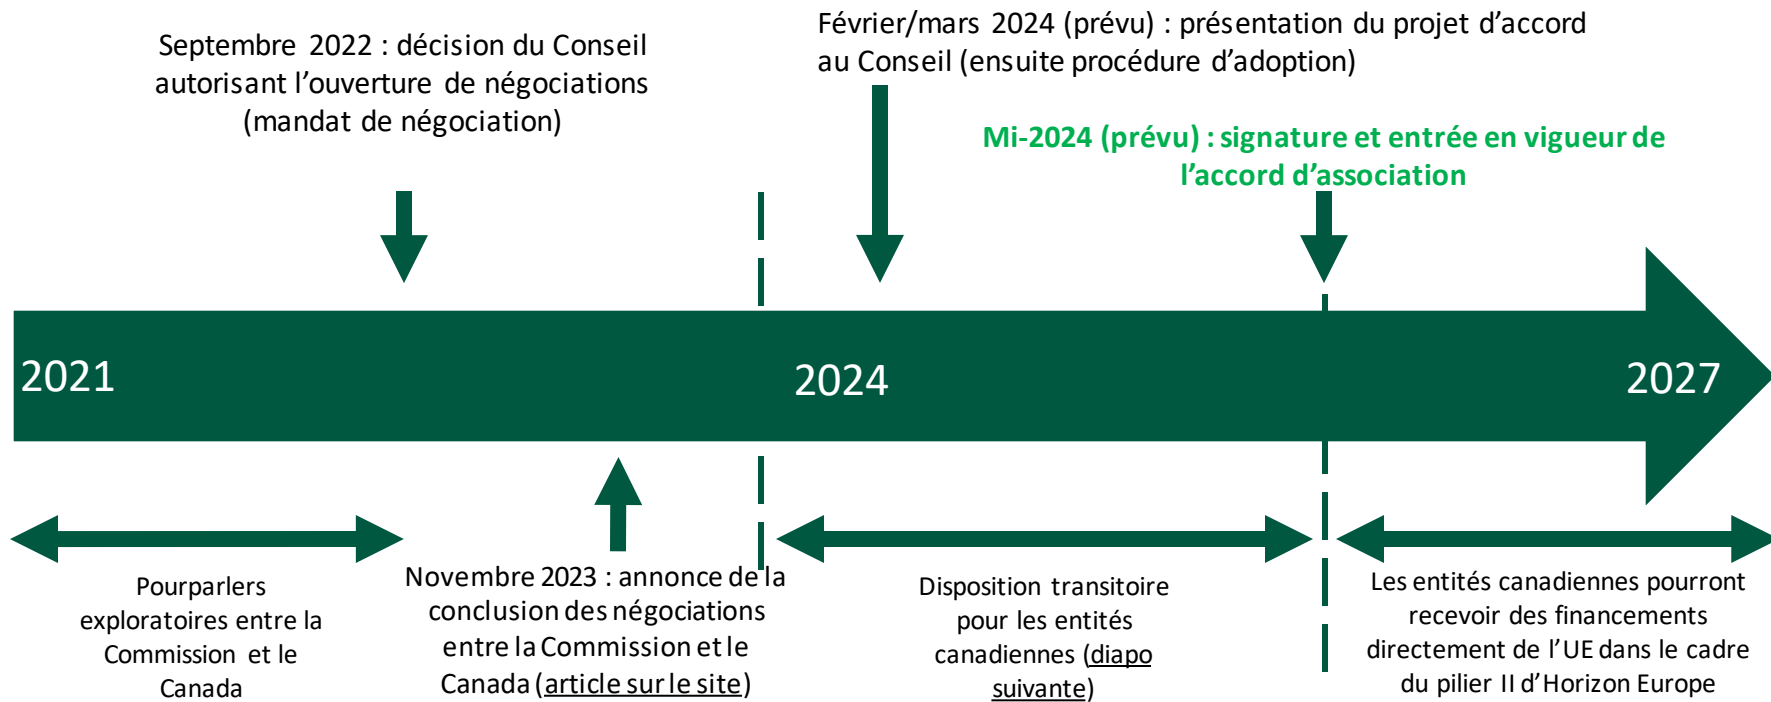 Septembre 2022 : décision du Conseil
autorisant l’ouverture de négociations
(mandat de négociation)
Février/mars 2024 (prévu) : présentation du projet d’accord
au Conseil (ensuite procédure d’adoption)
Mi-2024 (prévu) : signature et entrée en vigueur de
l’accord d’association
2021
2024
2027
Pourparlers
exploratoires entre la
Commission et le
Canada
Novembre 2023 : annonce de la
conclusion des négociations
entre la Commission et le
Canada (article sur le site)
Disposition transitoire
pour les entités
canadiennes (diapo
suivante)
Les entités canadiennes pourront
recevoir des financements
directement de l’UE dans le cadre
du pilier II d’Horizon Europe